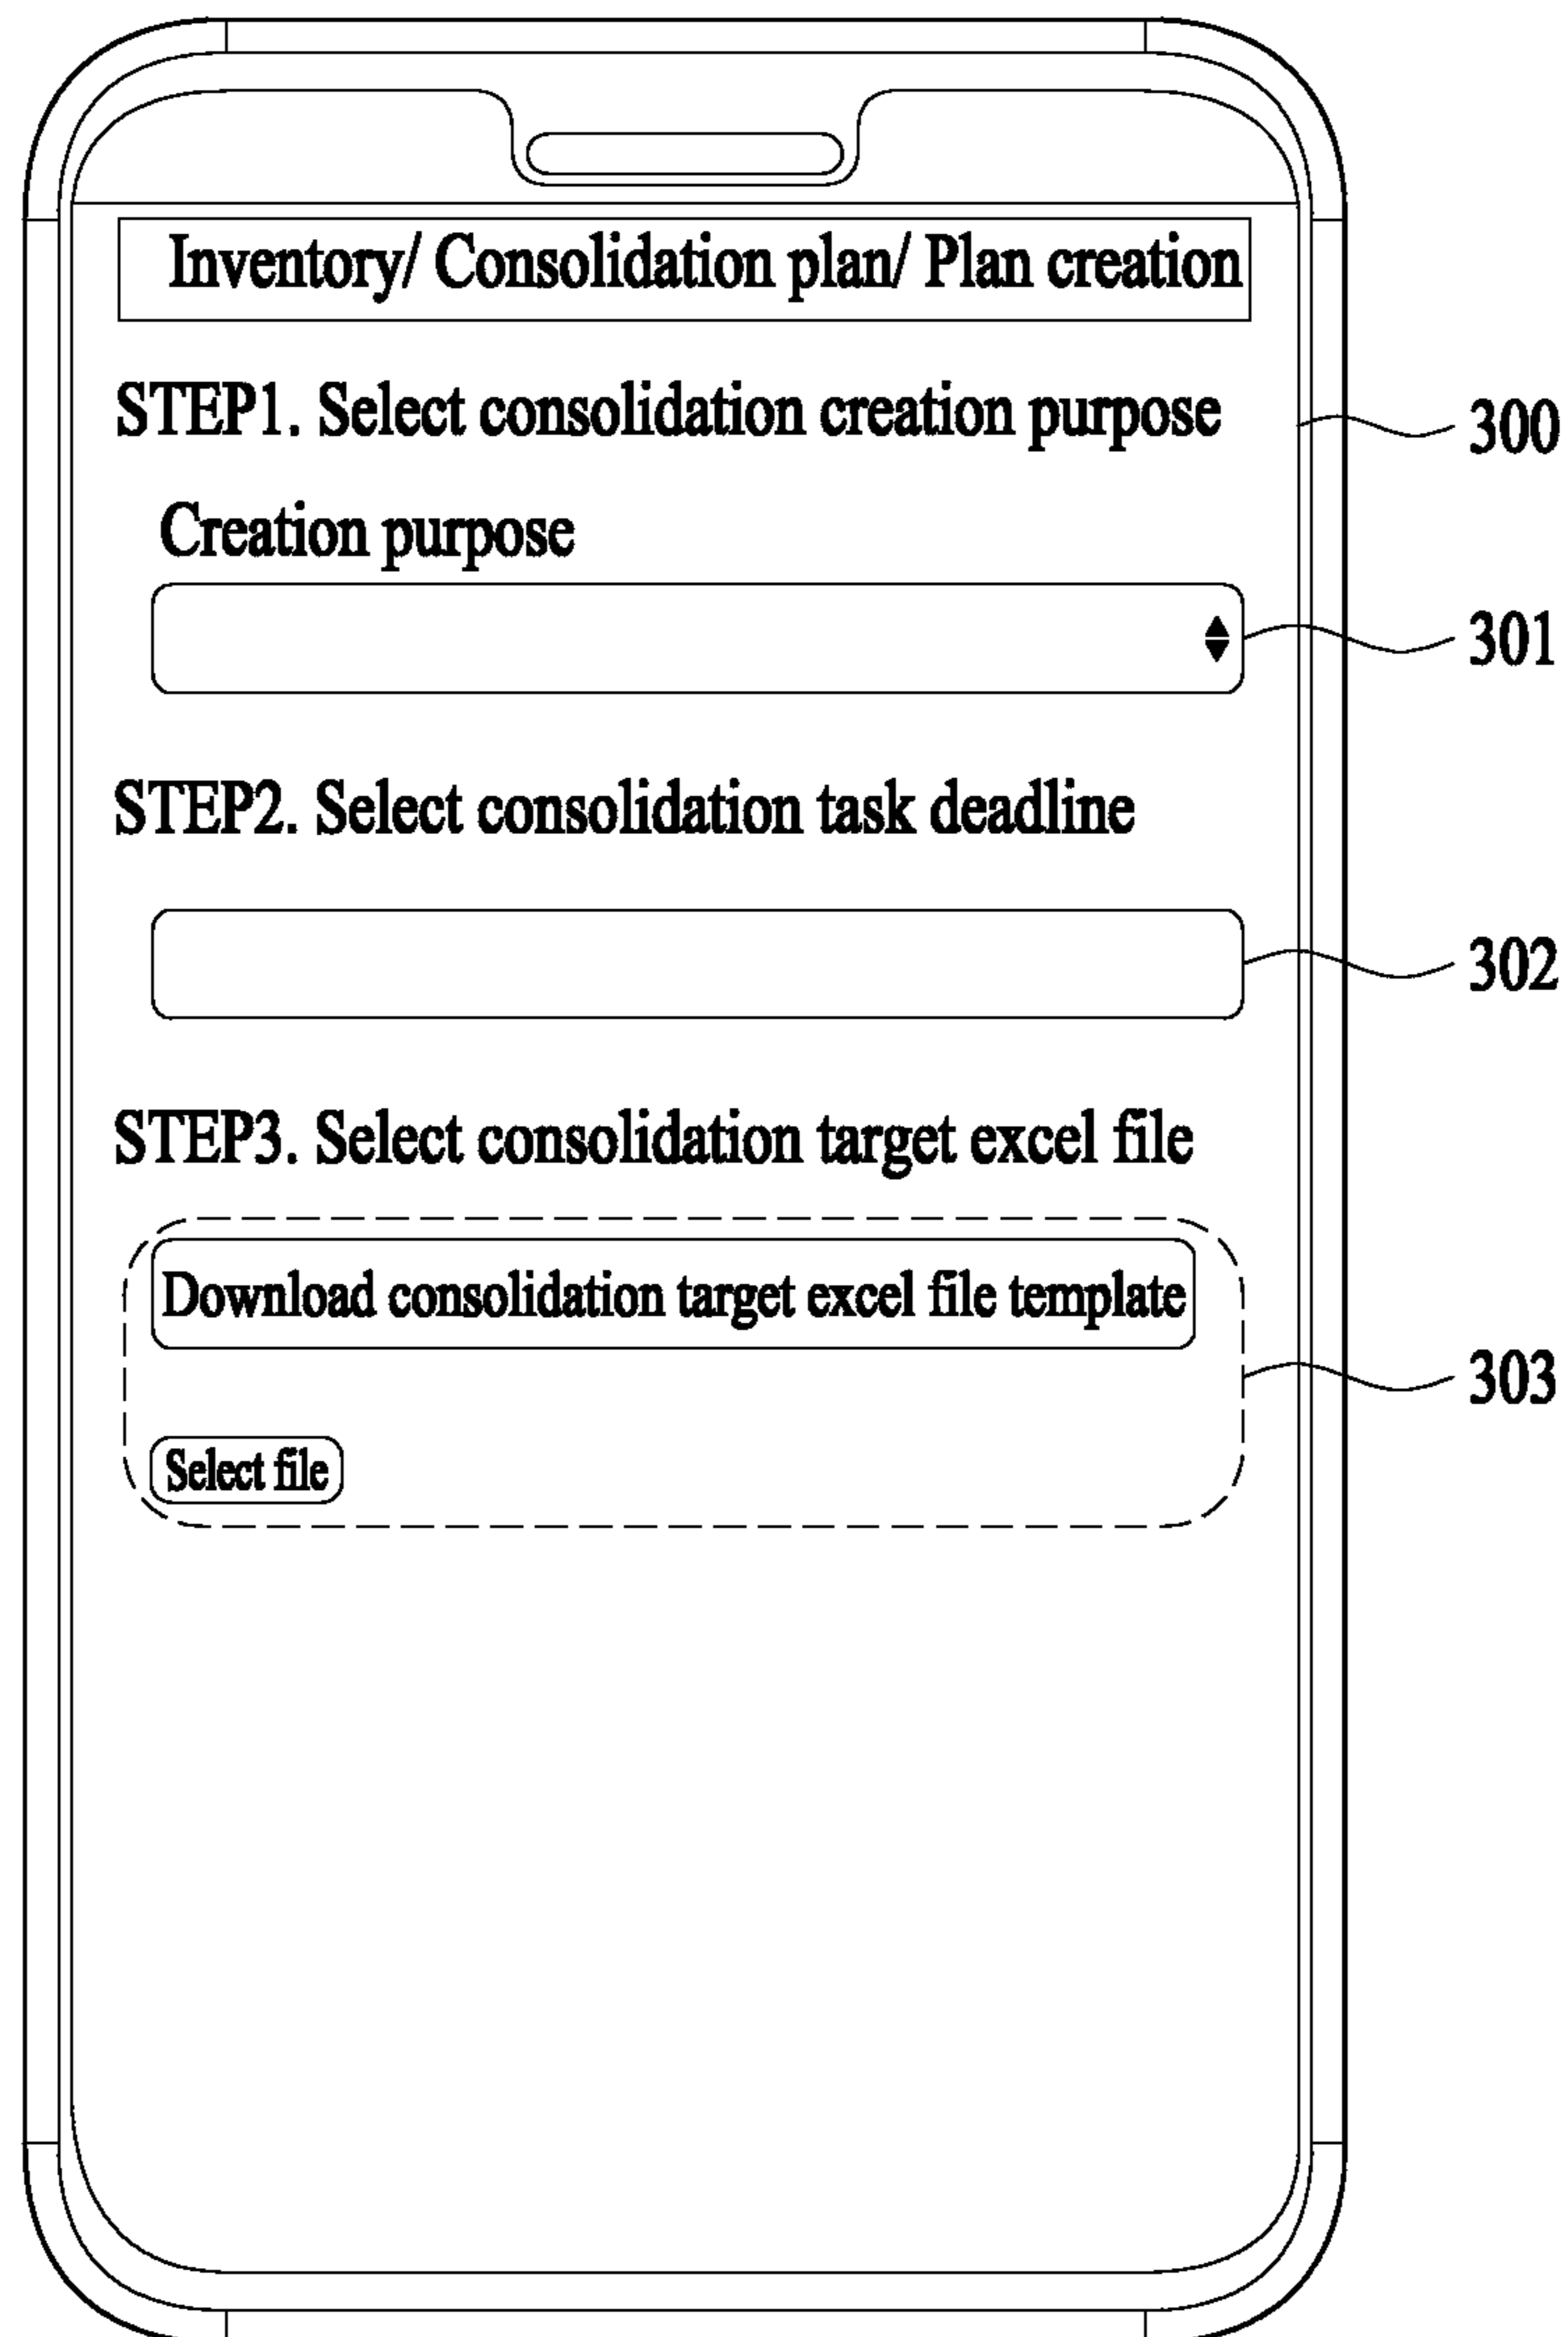 Inventory/ Consolidation plan/ Plan creation
STEP1. Select consolidation creation purpose
300
Creation purpose
301
STEP2. Select consolidation task deadline
302
STEP3. Select consolidation target excel file
Download consolidation target excel file template
303
Select file